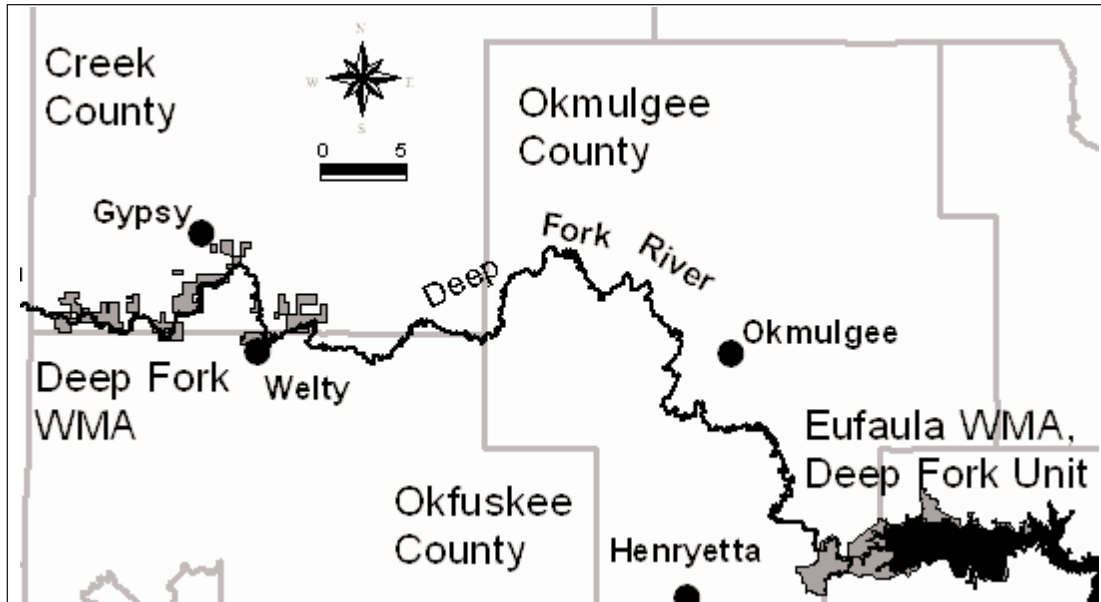 N
W E
S
Creek
County
0 5
Okmulgee
County
Gypsy
Deep Fork River
Okmulgee
Deep Fork
WMA
Welty
Eufaula WMA,
Deep Fork Unit
Okfuskee
County
Henryetta